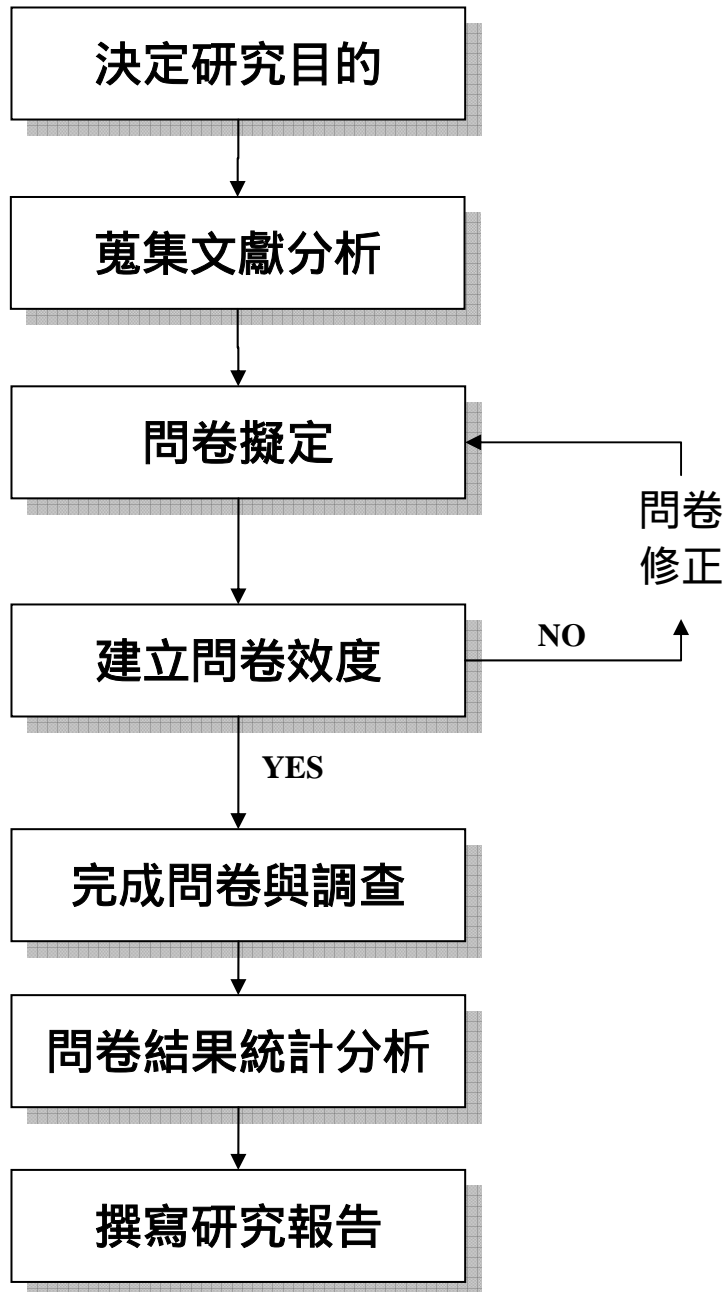 決定研究目的
蒐集文獻分析
問卷擬定
問卷
修正
建立問卷效度
NO
YES
完成問卷與調查
問卷結果統計分析
撰寫研究報告